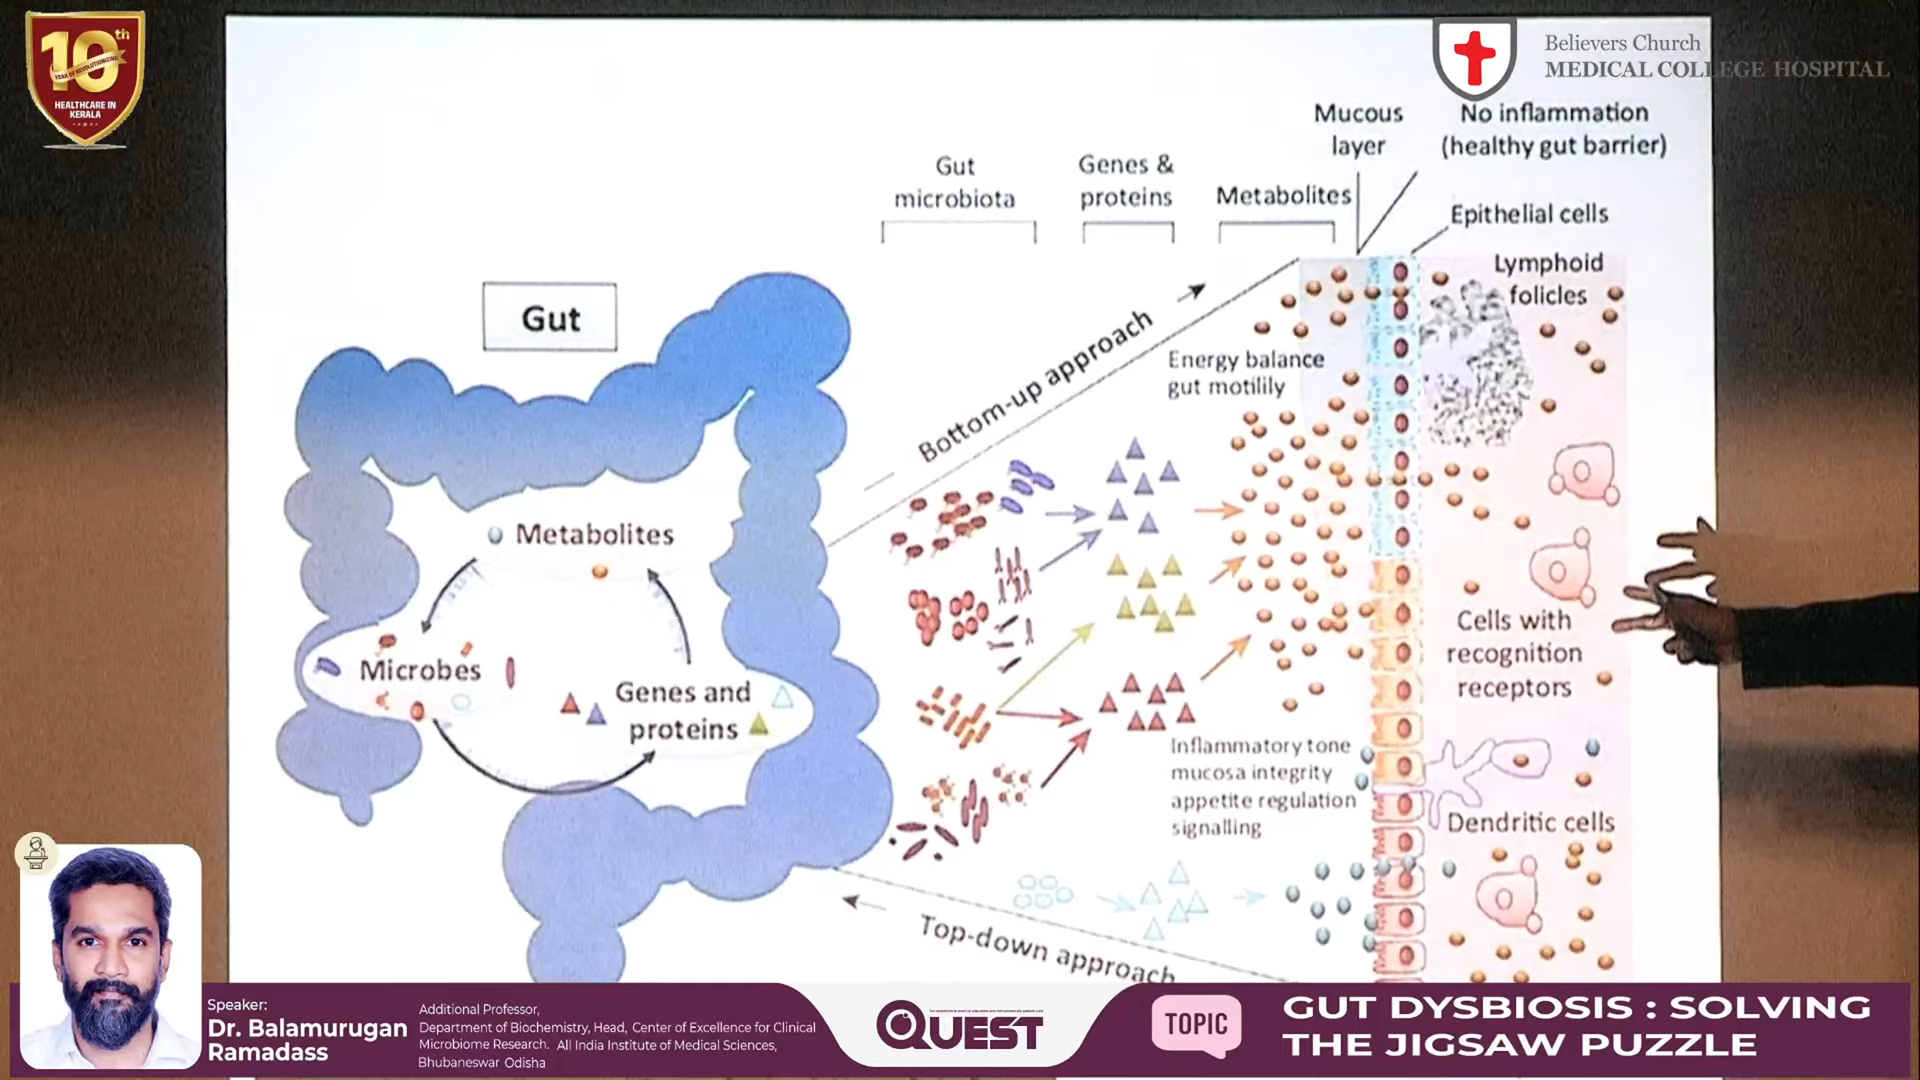 10th
YEAR OF REVOLUTIONIZING
HEALTHCARE IN
KERALA
Believers Church
MEDICAL COLLEGE HOSPITAL
Mucous
layer
No inflammation
(healthy gut barrier)
Gut
microbiota
Genes &
proteins
Metabolites
Epithelial cells
Lymphoid
folicles
Gut
Bottom-up approach
Energy balance
gut motilily
Metabolites
Microbes
Genes and
proteins
Cells with
recognition
receptors
Inflammatory tone
mucosa integrity
appetite regulation
signalling
Dendritic cells
Top-down approach
Speaker:
Dr. Balamurugan
Ramadass
Additional Professor,
Department of Biochemistry, Head, Center of Excellence for Clinical
Microbiome Research. All India Institute of Medical Sciences,
Bhubaneswar Odisha
QUEST
TOPIC
GUT DYSBIOSIS : SOLVING
THE JIGSAW PUZZLE